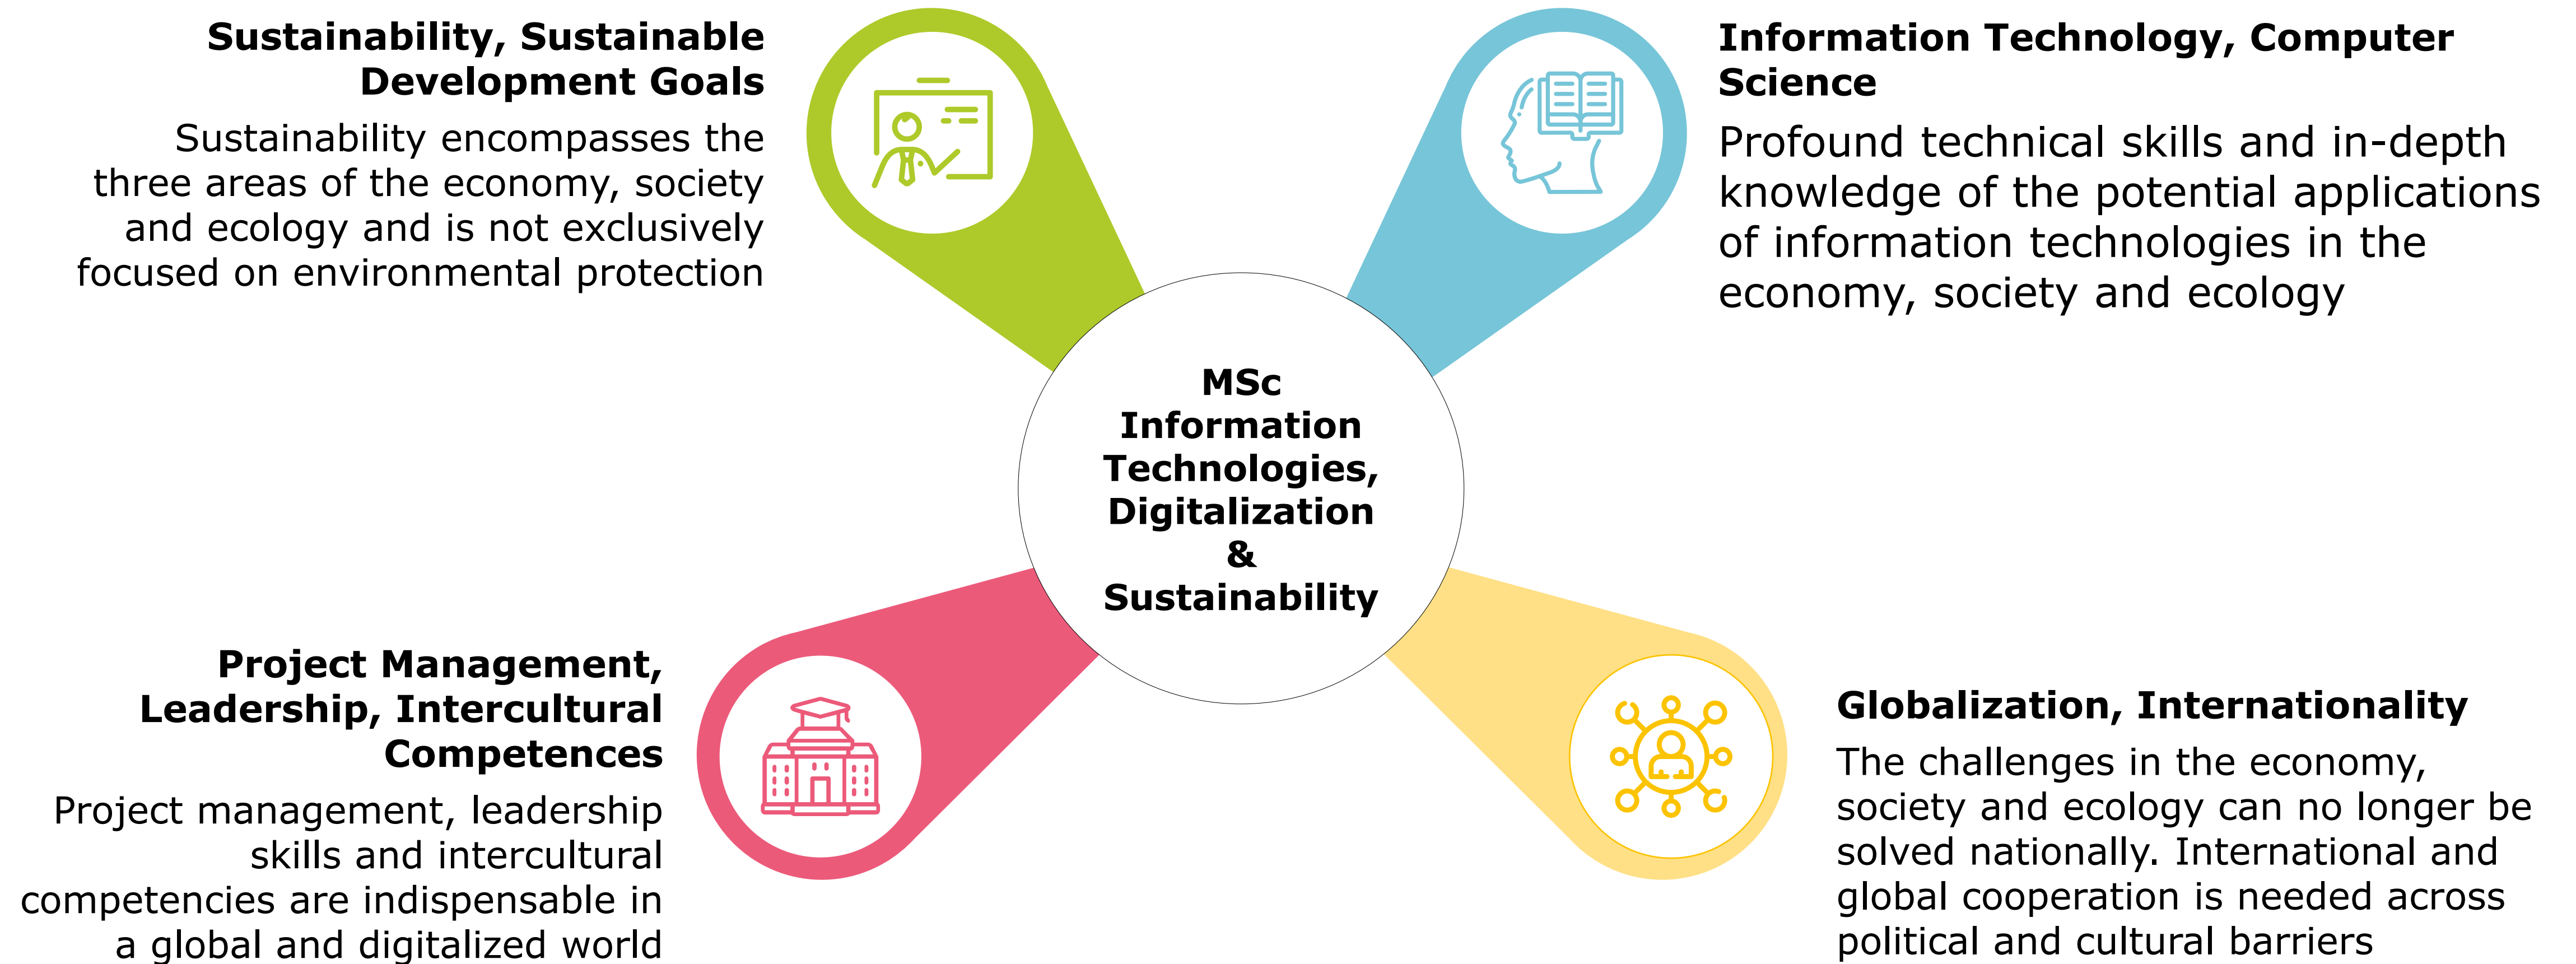 Sustainability, Sustainable
Development Goals
Sustainability encompasses the
three areas of the economy, society
and ecology and is not exclusively
focused on environmental protection
Information Technology, Computer
Science
Profound technical skills and in-depth
knowledge of the potential applications
of information technologies in the
economy, society and ecology
MSc
Information
Technologies,
Digitalization
&
Sustainability
Project Management,
Leadership, Intercultural
Competences
Project management, leadership
skills and intercultural
competencies are indispensable in
a global and digitalized world
Globalization, Internationality
The challenges in the economy,
society and ecology can no longer be
solved nationally. International and
global cooperation is needed across
political and cultural barriers